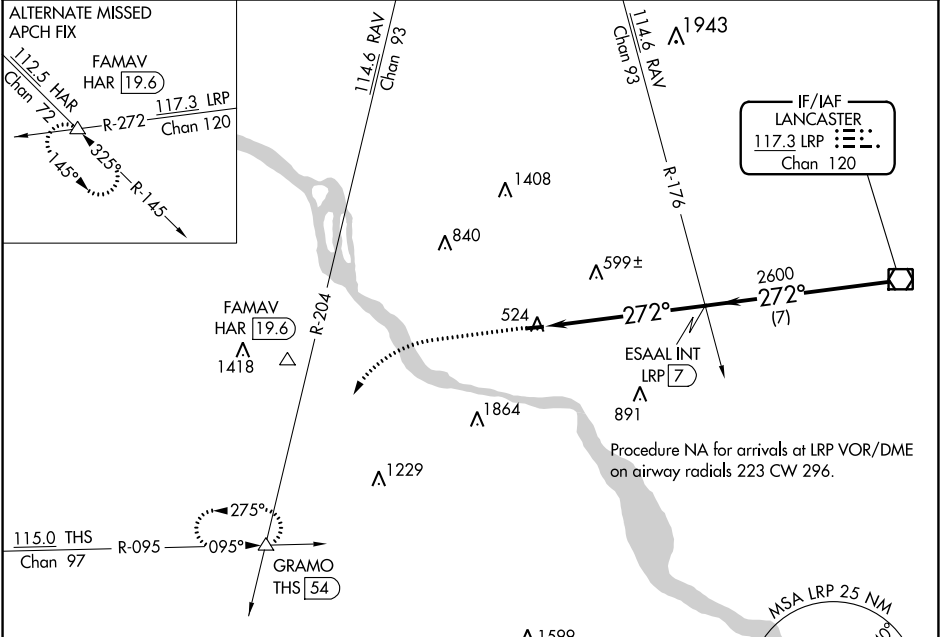 ALTERNATE MISSED
APCH FIX
FAMAV
HAR 19.6
112.5 HAR
Chan 72
117.3 LRP
R-272
Chan 120
325°
145°
R-145
114.6 RAV
Chan 93
114.6 RAV
Chan 93
1943
IF/IAF
LANCASTER
117.3 LRP
Chan 120
R-176
1408
840
599±
2600
272°
(7)
272°
524
R-204
FAMAV
HAR 19.6
1418
ESAAL INT
LRP 7
891
1864
Procedure NA for arrivals at LRP VOR/DME
on airway radials 223 CW 296.
1229
275°
115.0 THS
Chan 97
R-095
095°
GRAMO
THS 54
MSA LRP 25 NM
1599